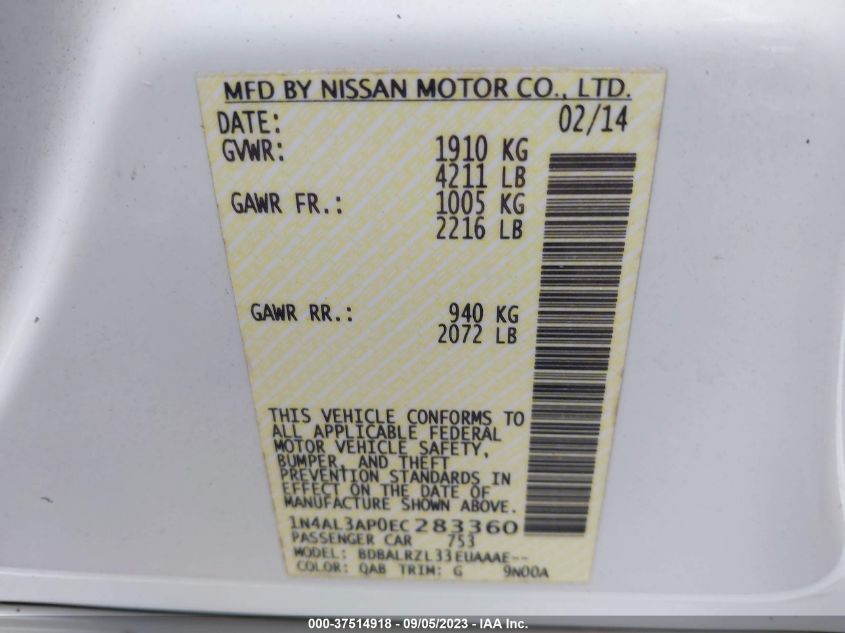 MFD BY NISSAN MOTOR CO., LTD.
DATE: 02/14
GVWR: 1910 KG
4211 LB
GAWR FR.: 1005 KG
2216 LB
GAWR RR.: 940 KG
2072 LB
THIS VEHICLE CONFORMS TO
ALL APPLICABLE FEDERAL
MOTOR VEHICLE SAFETY,
BUMPER, AND THEFT
PREVENTION STANDARDS IN
EFFECT ON THE DATE OF
MANUFACTURE SHOWN ABOVE.
1N4AL3AP0EC283360
PASSENGER CAR 753
MODEL: BDBALRZL33EUAAAE--
COLOR: QAB TRIM: G 9N00A
000-37514918 - 09/05/2023 - IAA Inc.